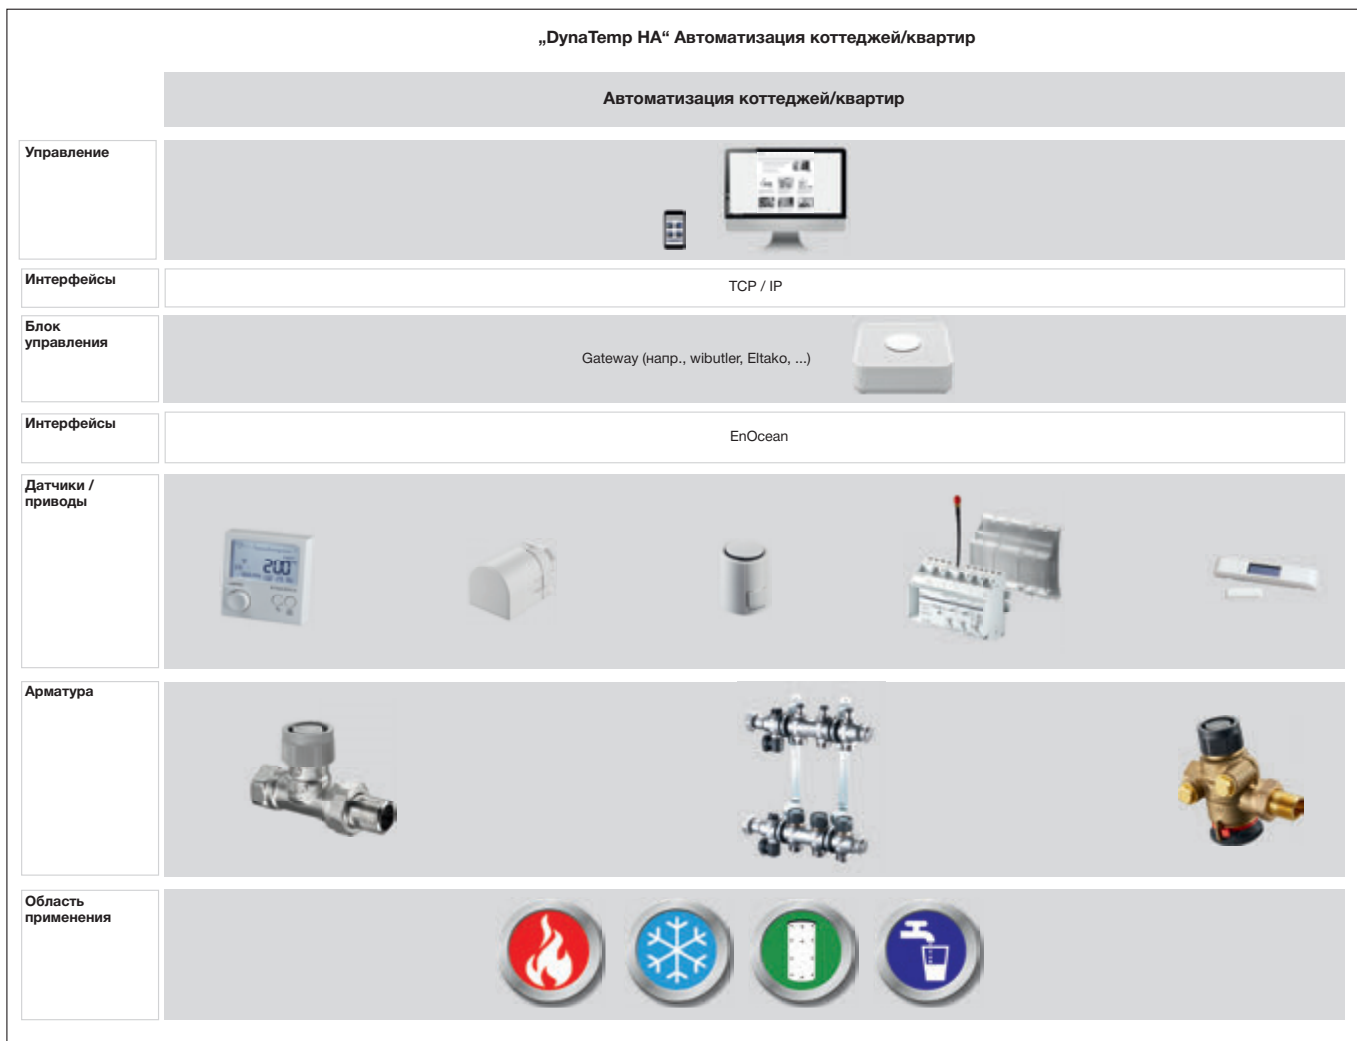 „DynaTemp HA“ Автоматизация коттеджей/квартир
Автоматизация коттеджей/квартир
Управление
Интерфейсы
TCP / IP
Блок
управления
Gateway (напр., wibutler, Eltako, ...)
Интерфейсы
EnOcean
Датчики /
приводы
Арматура
Область
применения